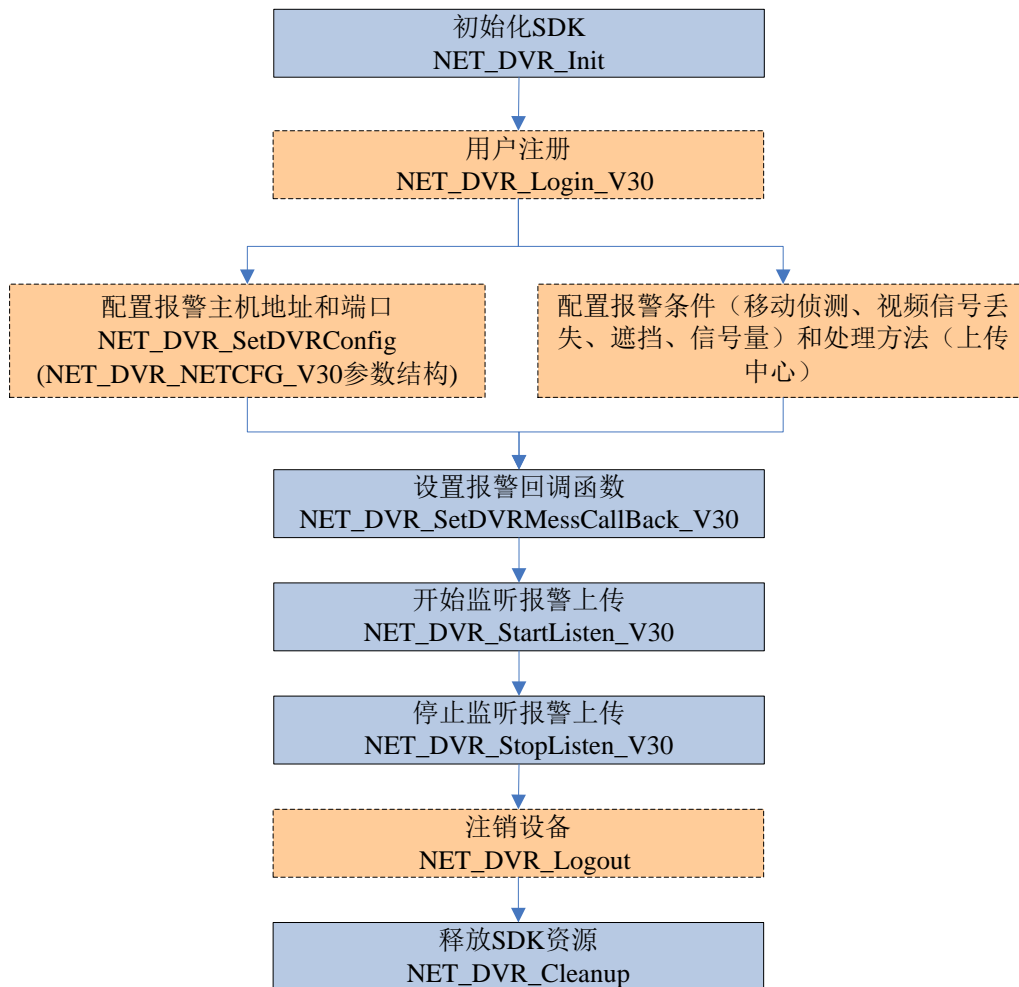 初始化SDK
NET_DVR_Init
用户注册
NET_DVR_Login_V30
配置报警主机地址和端口
NET_DVR_SetDVRConfig
(NET_DVR_NETCFG_V30参数结构)
配置报警条件（移动侦测、视频信号丢
失、遮挡、信号量）和处理方法（上传
中心）
设置报警回调函数
NET_DVR_SetDVRMessCallBack_V30
开始监听报警上传
NET_DVR_StartListen_V30
停止监听报警上传
NET_DVR_StopListen_V30
注销设备
NET_DVR_Logout
释放SDK资源
NET_DVR_Cleanup